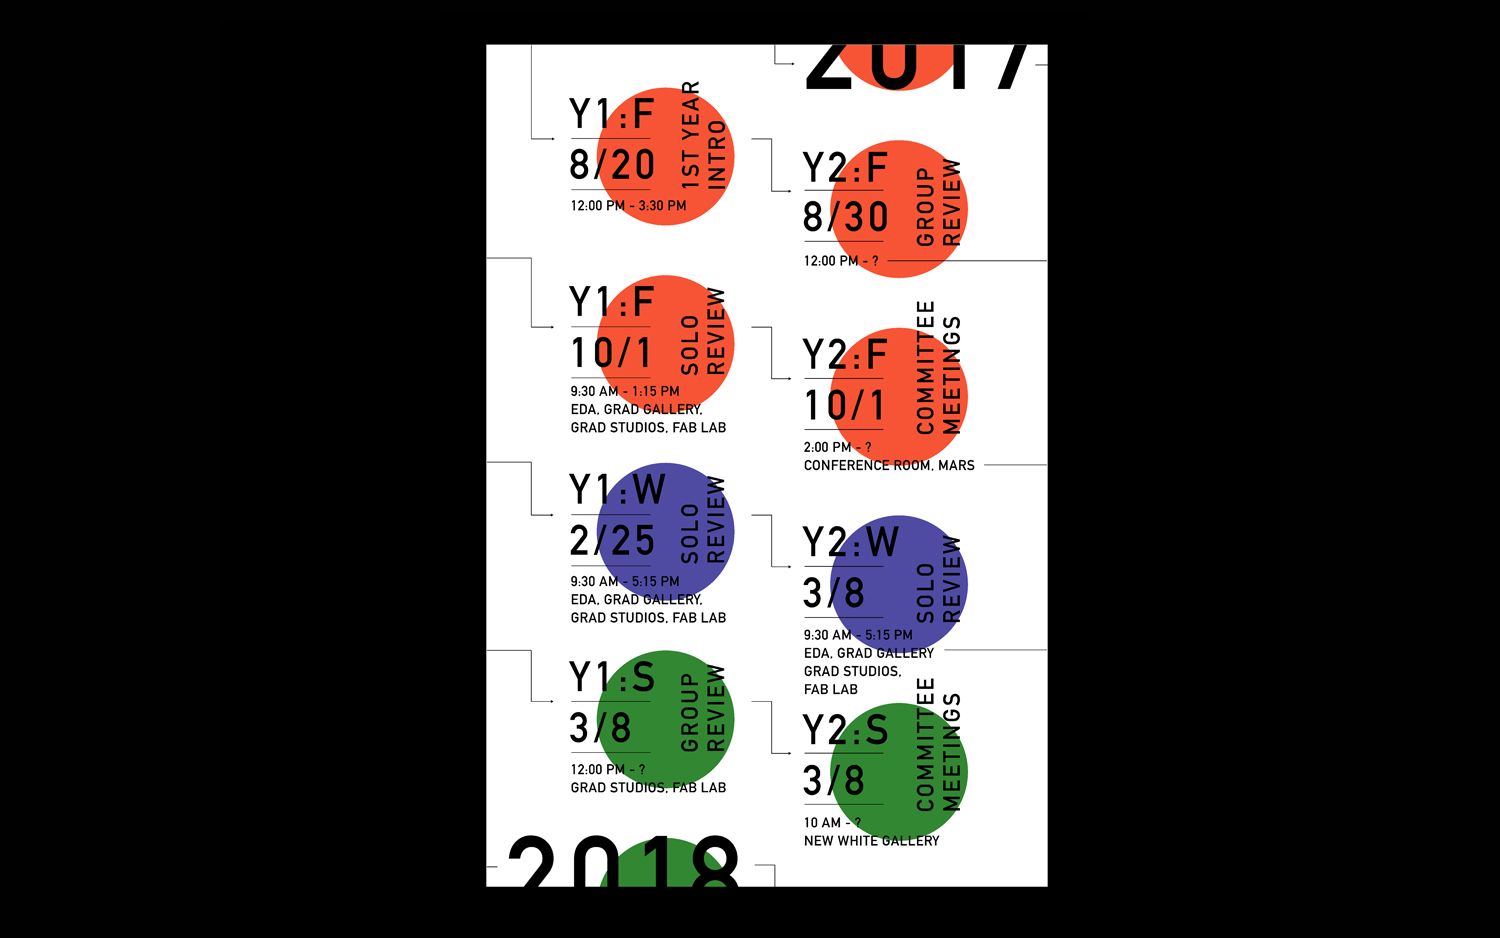 2017
Y1:F
8/20
12:00 PM - 3:30 PM
1ST YEAR
INTRO
Y1:F
10/1
9:30 AM - 1:15 PM
EDA, GRAD GALLERY,
GRAD STUDIOS, FAB LAB
SOLO
REVIEW
Y1:W
2/25
9:30 AM - 5:15 PM
EDA, GRAD GALLERY,
GRAD STUDIOS, FAB LAB
SOLO
REVIEW
Y1:S
3/8
12:00 PM - ?
GRAD STUDIOS, FAB LAB
GROUP
REVIEW
2018
Y2:F
8/30
12:00 PM - ?
GROUP
REVIEW
Y2:F
10/1
2:00 PM - ?
CONFERENCE ROOM, MARS
COMMITTEE
MEETINGS
Y2:W
3/8
9:30 AM - 5:15 PM
EDA, GRAD GALLERY
GRAD STUDIOS,
FAB LAB
SOLO
REVIEW
Y2:S
3/8
10 AM - ?
NEW WHITE GALLERY
COMMITTEE
MEETINGS